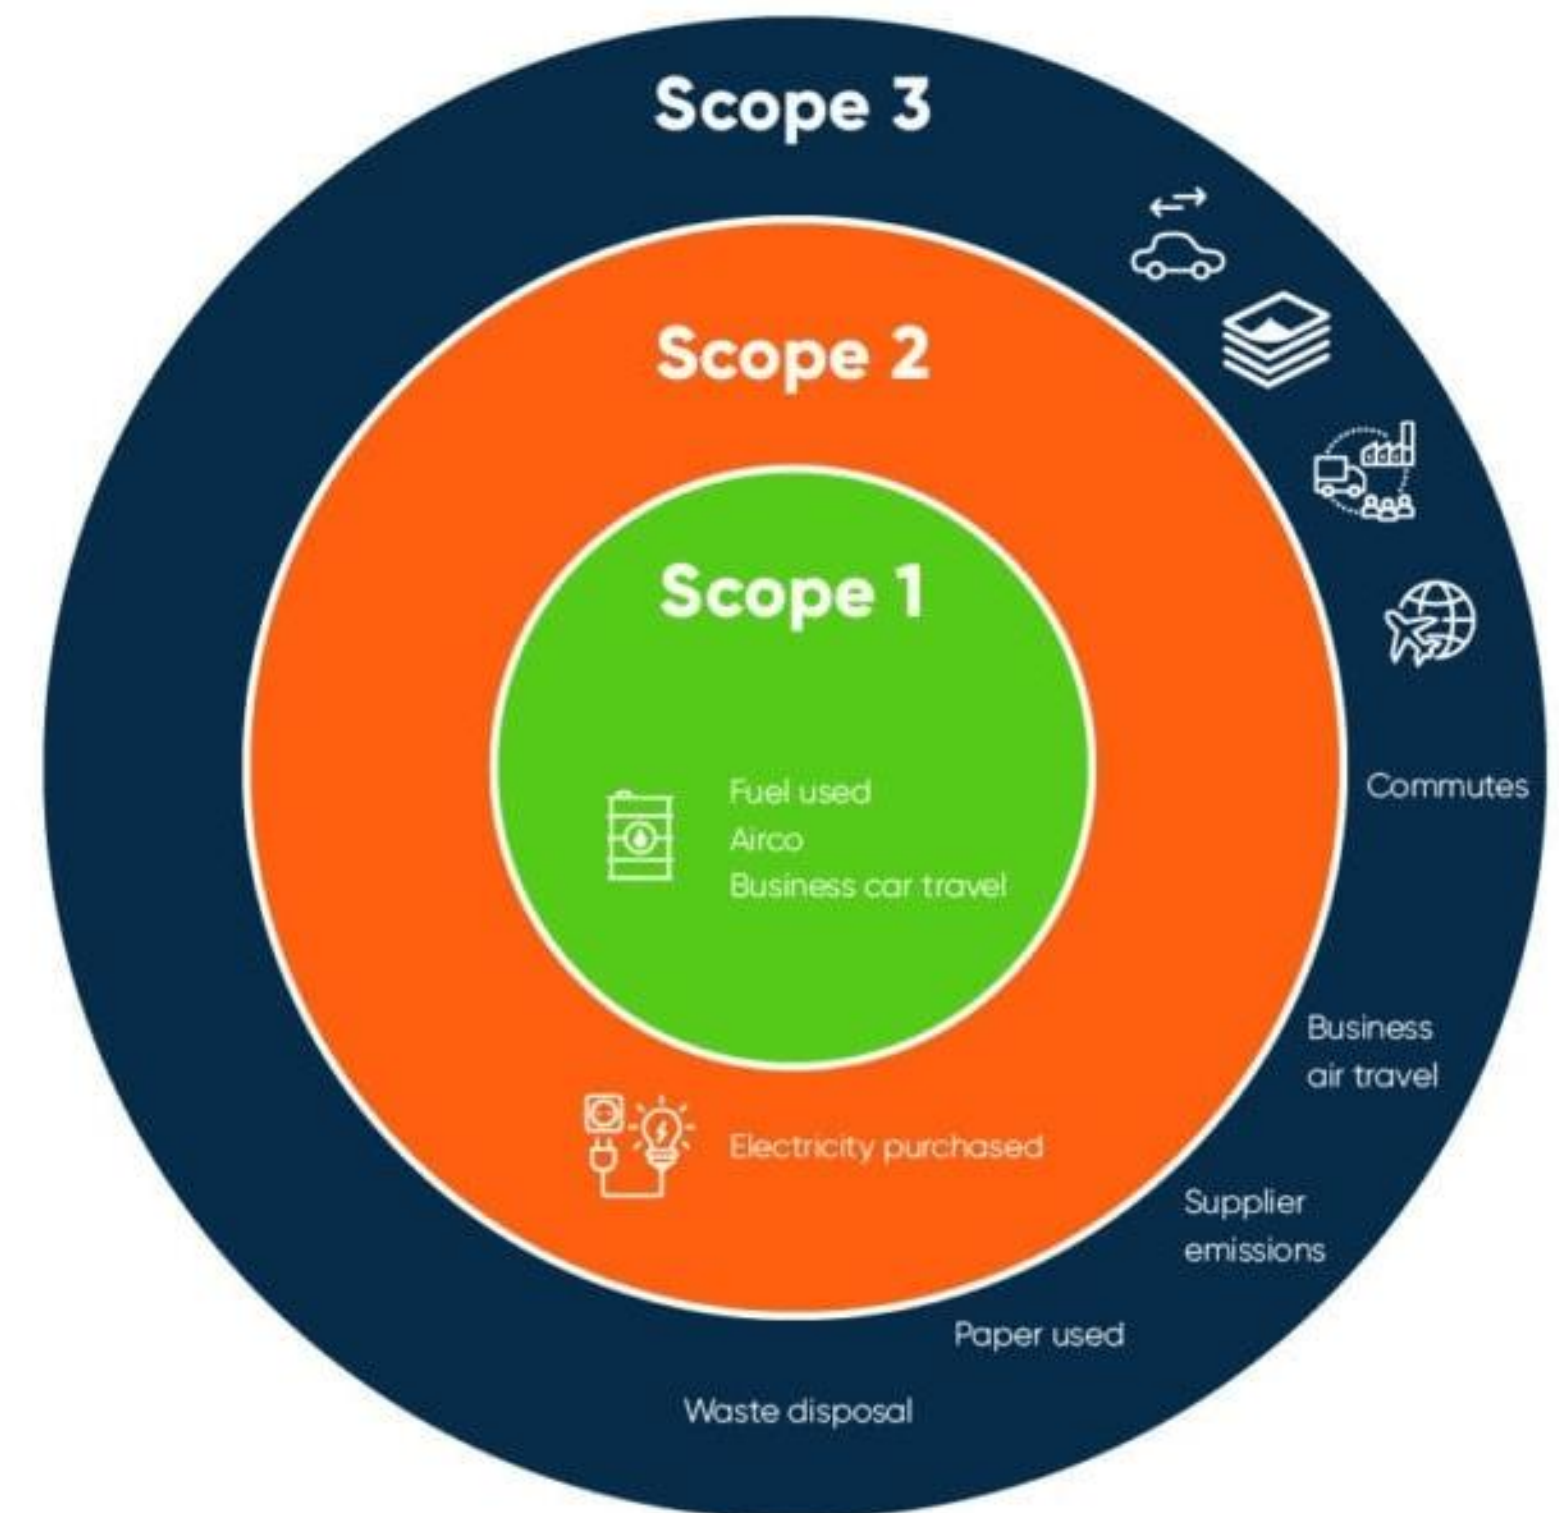 Scope 3
Scope 2
Scope 1
Fuel used
Airco
Business car travel
Commutes
Business
air travel
Electricity purchased
Supplier
emissions
Paper used
Waste disposal